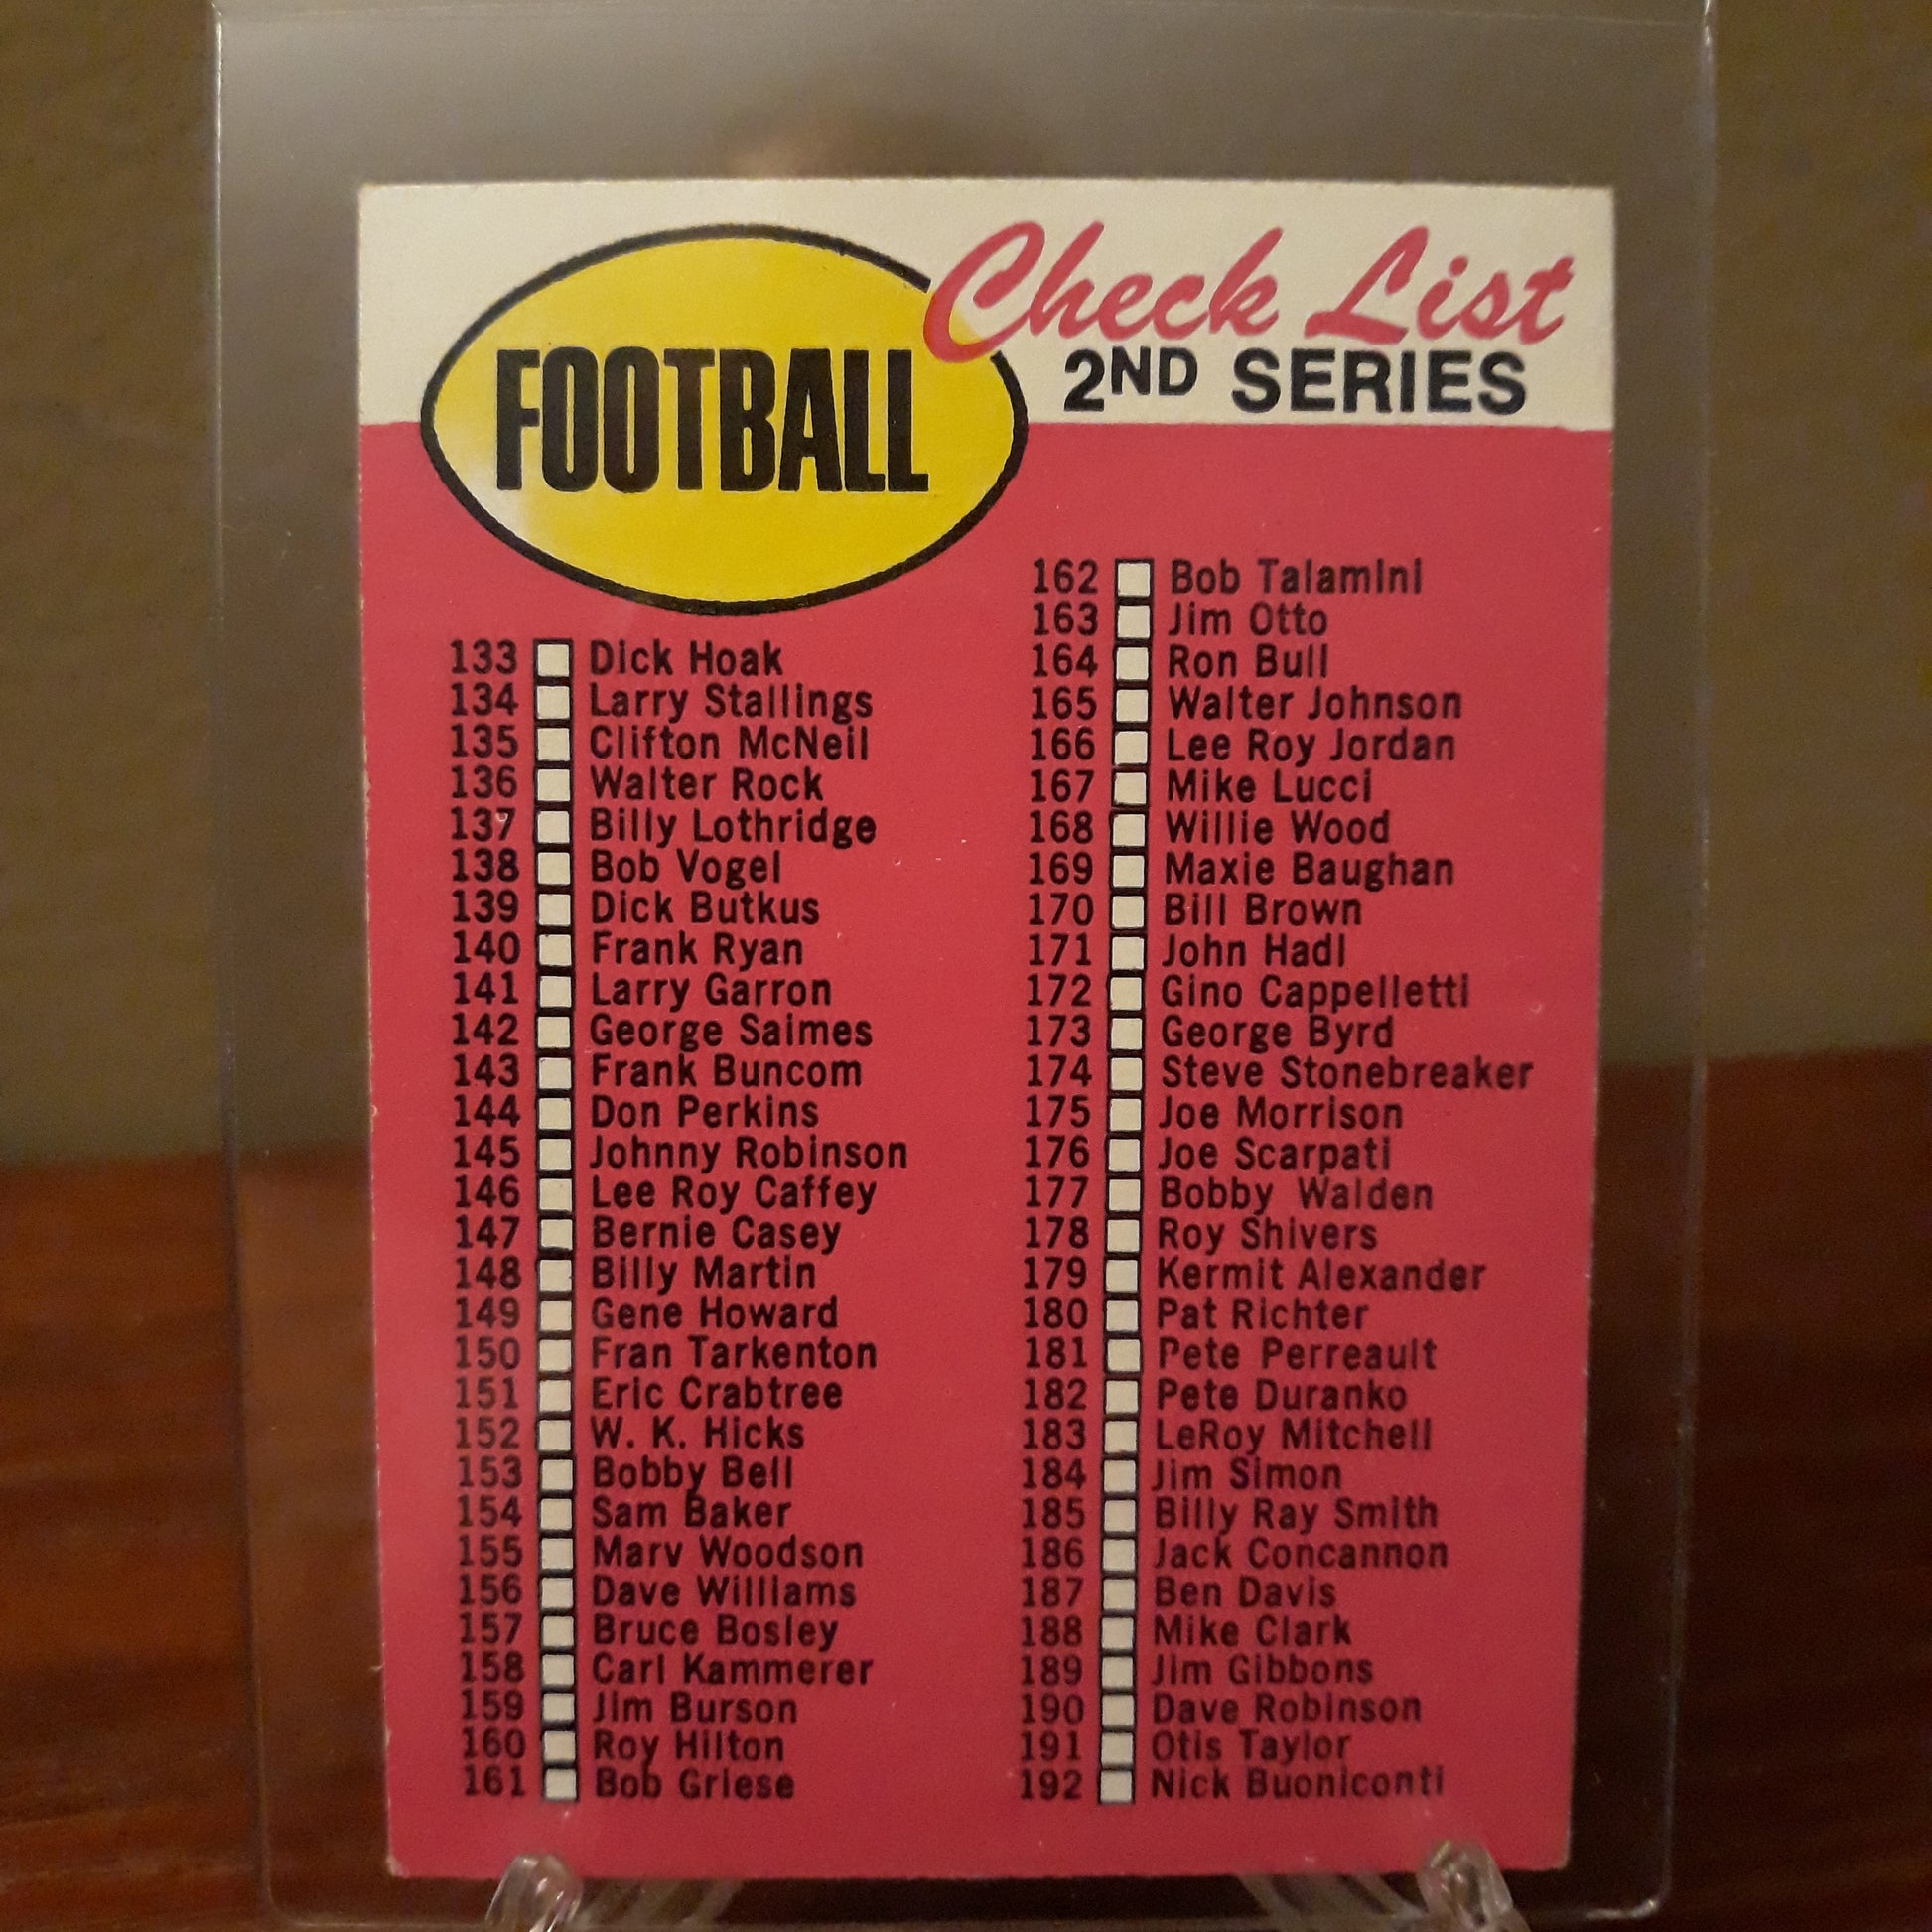 Check List
2ND SERIES
FOOTBALL
133 Dick Hoak
134 Larry Stallings
135 Clifton McNeil
136 Walter Rock
137 Billy Lothridge
138 Bob Vogel
139 Dick Butkus
140 Frank Ryan
141 Larry Garron
142 George Saimes
143 Frank Buncom
144 Don Perkins
145 Johnny Robinson
146 Lee Roy Caffey
147 Bernie Casey
148 Billy Martin
149 Gene Howard
150 Fran Tarkenton
151 Eric Crabtree
152 W. K. Hicks
153 Bobby Bell
154 Sam Baker
155 Marv Woodson
156 Dave Williams
157 Bruce Bosley
158 Carl Kammerer
159 Jim Burson
160 Roy Hilton
161 Bob Griese
162 Bob Talamini
163 Jim Otto
164 Ron Bull
165 Walter Johnson
166 Lee Roy Jordan
167 Mike Lucci
168 Willie Wood
169 Maxie Baughan
170 Bill Brown
171 John Hadl
172 Gino Cappelletti
173 George Byrd
174 Steve Stonebreaker
175 Joe Morrison
176 Joe Scarpati
177 Bobby Walden
178 Roy Shivers
179 Kermit Alexander
180 Pat Richter
181 Pete Perreault
182 Pete Duranko
183 LeRoy Mitchell
184 Jim Simon
185 Billy Ray Smith
186 Jack Concannon
187 Ben Davis
188 Mike Clark
189 Jim Gibbons
190 Dave Robinson
191 Otis Taylor
192 Nick Buoniconti